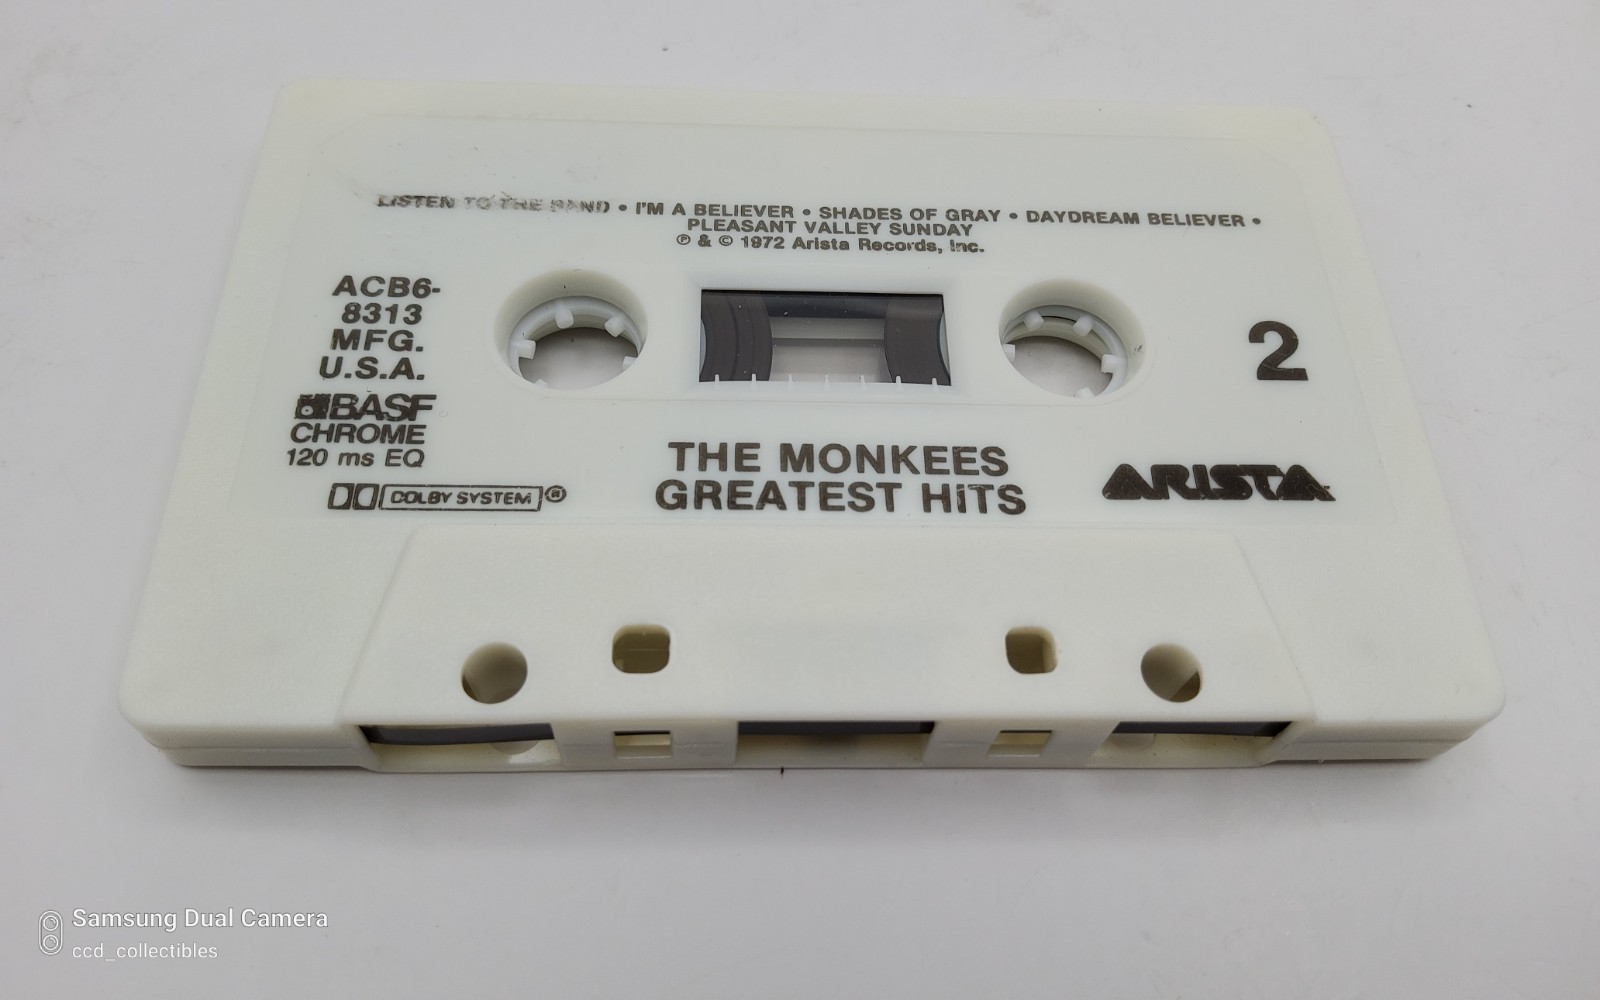 LISTEN TO THE BAND • I'M A BELIEVER • SHADES OF GRAY • DAYDREAM BELIEVER •
PLEASANT VALLEY SUNDAY
℗ & © 1972 Arista Records, Inc.
ACB6-
8313
MFG.
U.S.A.
BASF
CHROME
120 ms EQ
DOLBY SYSTEM ®
THE MONKEES
GREATEST HITS
2
ARISTA
Samsung Dual Camera
ccd_collectibles